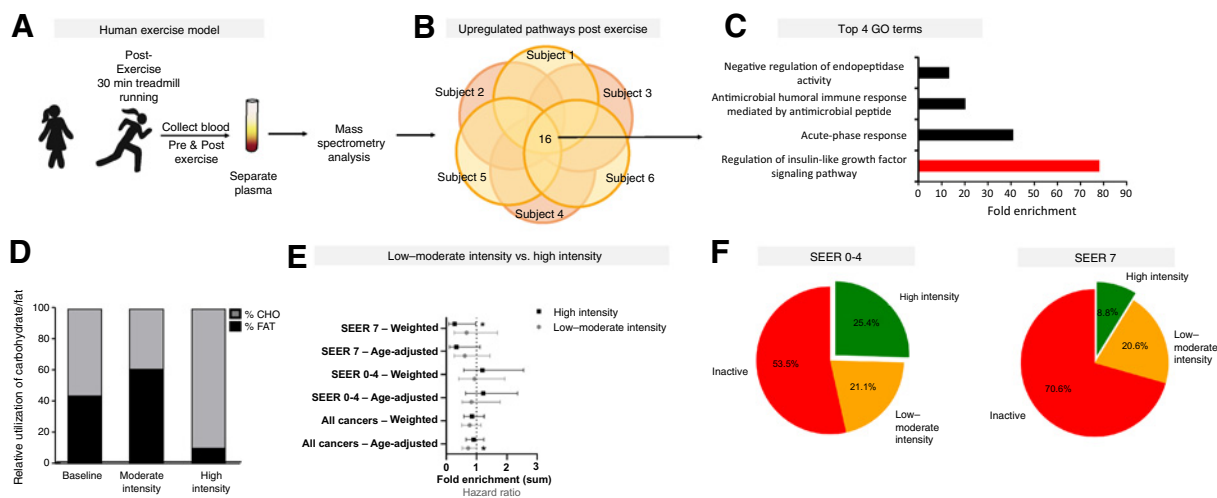 A
Human exercise model
Post-
Exercise
30 min treadmill
running
Collect blood
Pre & Post
exercise
Separate
plasma
Mass
spectrometry
analysis
B
Upregulated pathways post exercise
Subject 1
Subject 2
Subject 3
16
Subject 5
Subject 6
Subject 4
C
Top 4 GO terms
Negative regulation of endopeptidase
activity
Antimicrobial humoral immune response
mediated by antimicrobial peptide
Acute-phase response
Regulation of insulin-like growth factor
signaling pathway
0 10 20 30 40 50 60 70 80 90
Fold enrichment
D
Relative utilization of carbohydrate/fat
100
80
60
40
20
0
% CHO
% FAT
Baseline
Moderate
intensity
High
intensity
E
Low–moderate intensity vs. high intensity
High intensity
Low–moderate intensity
SEER 7 – Weighted
*
SEER 7 – Age-adjusted
SEER 0-4 – Weighted
SEER 0-4 – Age-adjusted
All cancers – Weighted
All cancers – Age-adjusted
*
0 1 2 3
Fold enrichment (sum)
Hazard ratio
F
SEER 0-4
High intensity
25.4%
53.5%
Inactive
21.1%
Low–
moderate
intensity
SEER 7
High intensity
8.8%
20.6%
Low–
moderate
intensity
70.6%
Inactive